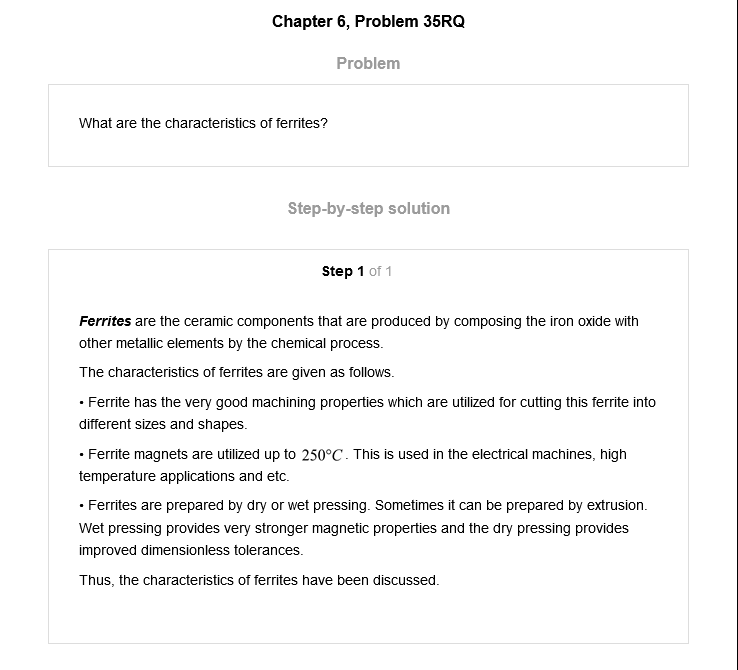 Chapter 6, Problem 35RQ
Problem
What are the characteristics of ferrites?
Step-by-step solution
Step 1 of 1
Ferrites are the ceramic components that are produced by composing the iron oxide with
other metallic elements by the chemical process.
The characteristics of ferrites are given as follows.
• Ferrite has the very good machining properties which are utilized for cutting this ferrite into
different sizes and shapes.
• Ferrite magnets are utilized up to 250°C. This is used in the electrical machines, high
temperature applications and etc.
• Ferrites are prepared by dry or wet pressing. Sometimes it can be prepared by extrusion.
Wet pressing provides very stronger magnetic properties and the dry pressing provides
improved dimensionless tolerances.
Thus, the characteristics of ferrites have been discussed.